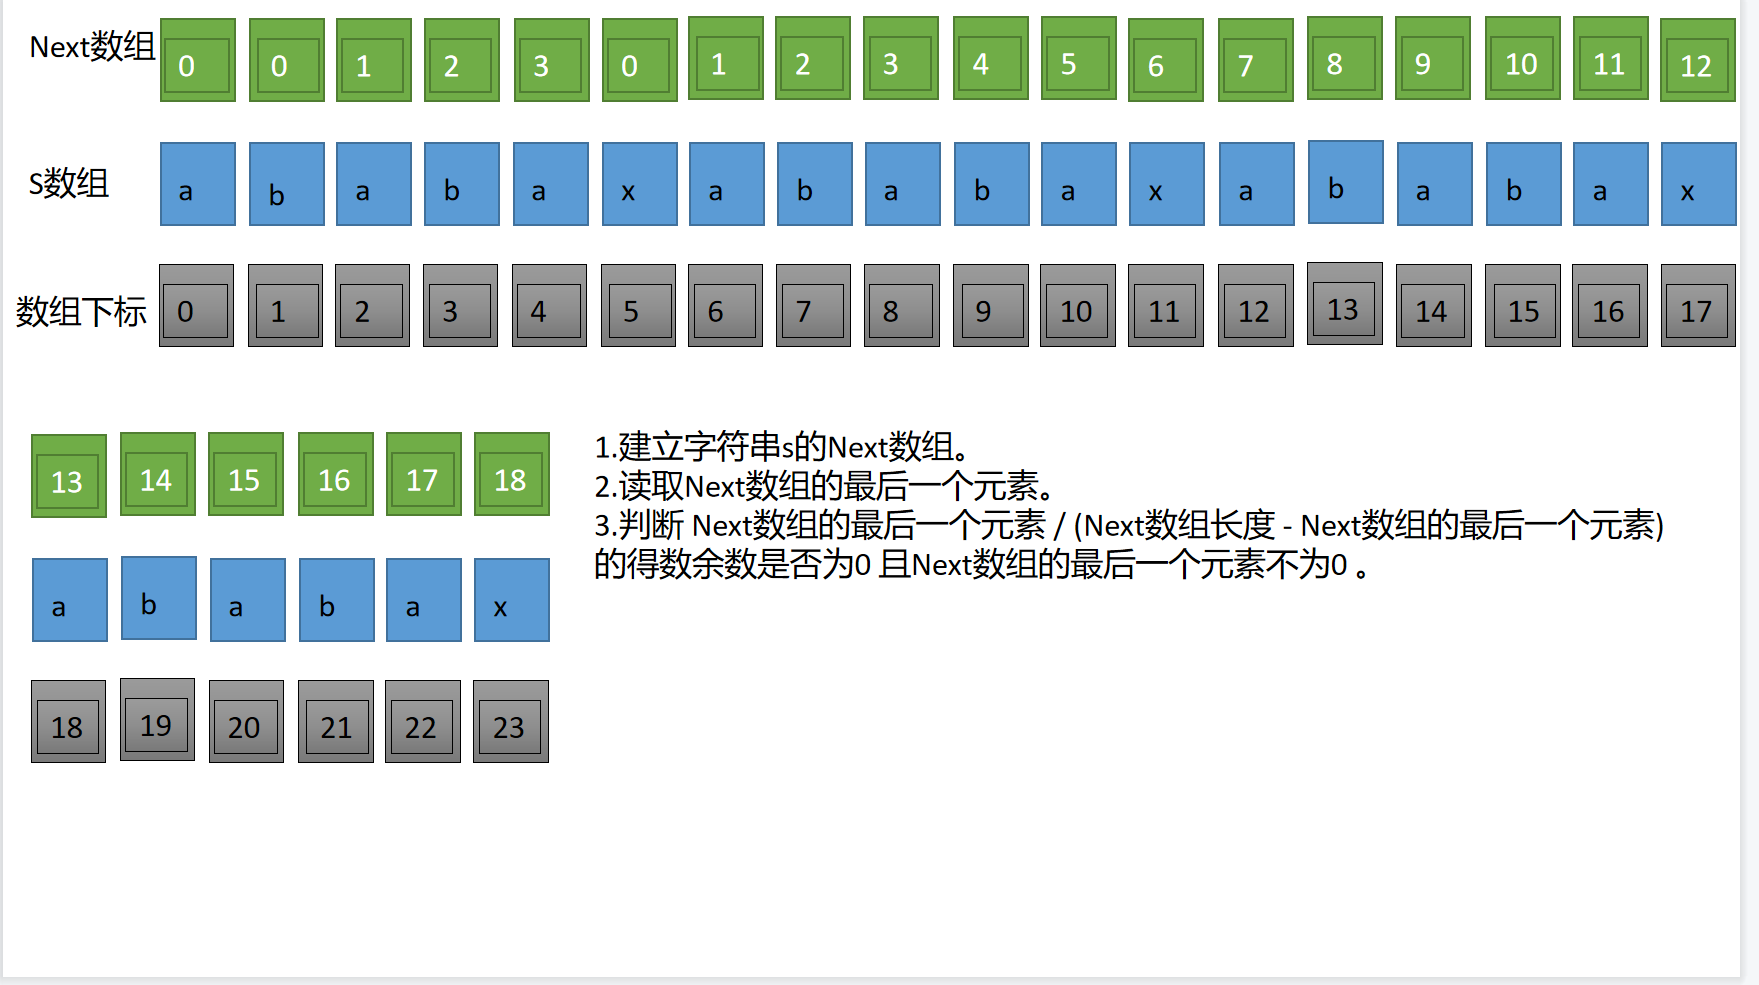 Next数组 0 0 1 2 3 0 1 2 3 4 5 6 7 8 9 10 11 12
S数组 a b a b a x a b a b a x a b a b a x
数组下标 0 1 2 3 4 5 6 7 8 9 10 11 12 13 14 15 16 17
13 14 15 16 17 18
a b a b a x
18 19 20 21 22 23
1.建立字符串s的Next数组。
2.读取Next数组的最后一个元素。
3.判断 Next数组的最后一个元素 / (Next数组长度 - Next数组的最后一个元素)
的得数余数是否为0 且Next数组的最后一个元素不为0 。